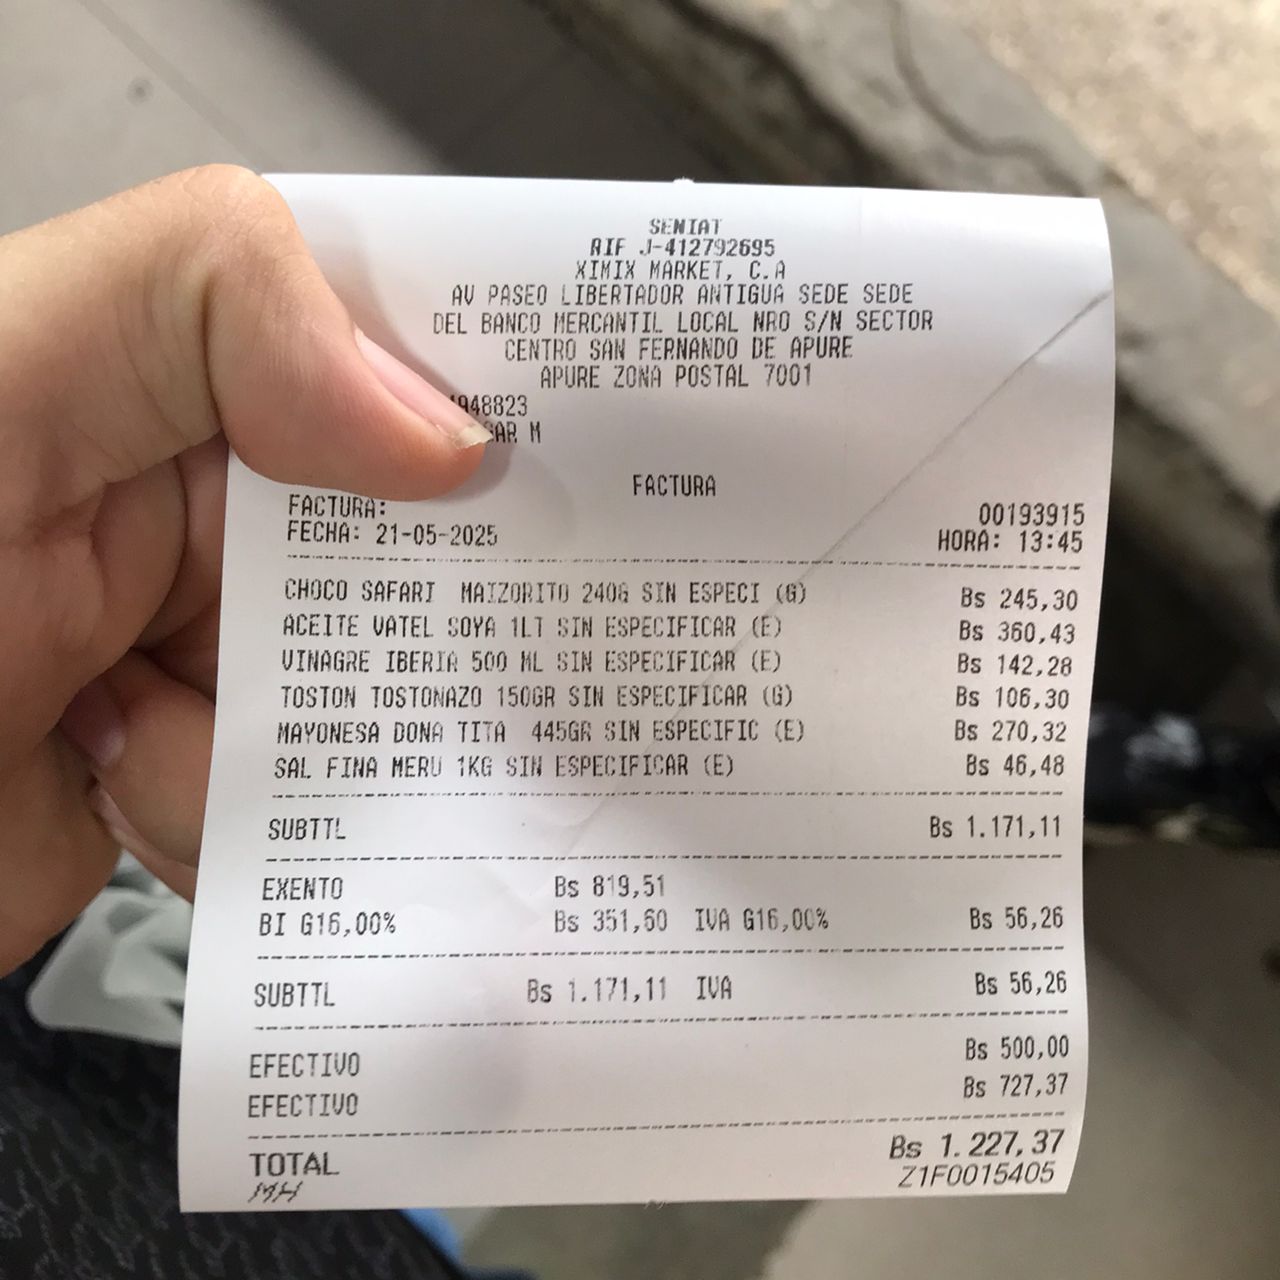 SENIAT
RIF J-412792695
XIMIX MARKET, C.A
AV PASEO LIBERTADOR ANTIGUA SEDE SEDE
DEL BANCO MERCANTIL LOCAL NRO S/N SECTOR
CENTRO SAN FERNANDO DE APURE
APURE ZONA POSTAL 7001
948823
M
FACTURA
FACTURA: 00193915
FECHA: 21-05-2025 HORA: 13:45
CHOCO SAFARI MAIZORITO 240G SIN ESPECI (G) Bs 245,30
ACEITE VATEL SOYA 1LT SIN ESPECIFICAR (E) Bs 360,43
VINAGRE IBERIA 500 ML SIN ESPECIFICAR (E) Bs 142,28
TOSTON TOSTONAZO 150GR SIN ESPECIFICAR (G) Bs 106,30
MAYONESA DONA TITA 445GR SIN ESPECIFIC (E) Bs 270,32
SAL FINA MERU 1KG SIN ESPECIFICAR (E) Bs 46,48
SUBTTL Bs 1.171,11
EXENTO Bs 819,51
BI G16,00% Bs 351,60 IVA G16,00% Bs 56,26
SUBTTL Bs 1.171,11 IVA Bs 56,26
EFECTIVO Bs 500,00
EFECTIVO Bs 727,37
TOTAL Bs 1.227,37
MH Z1F0015405